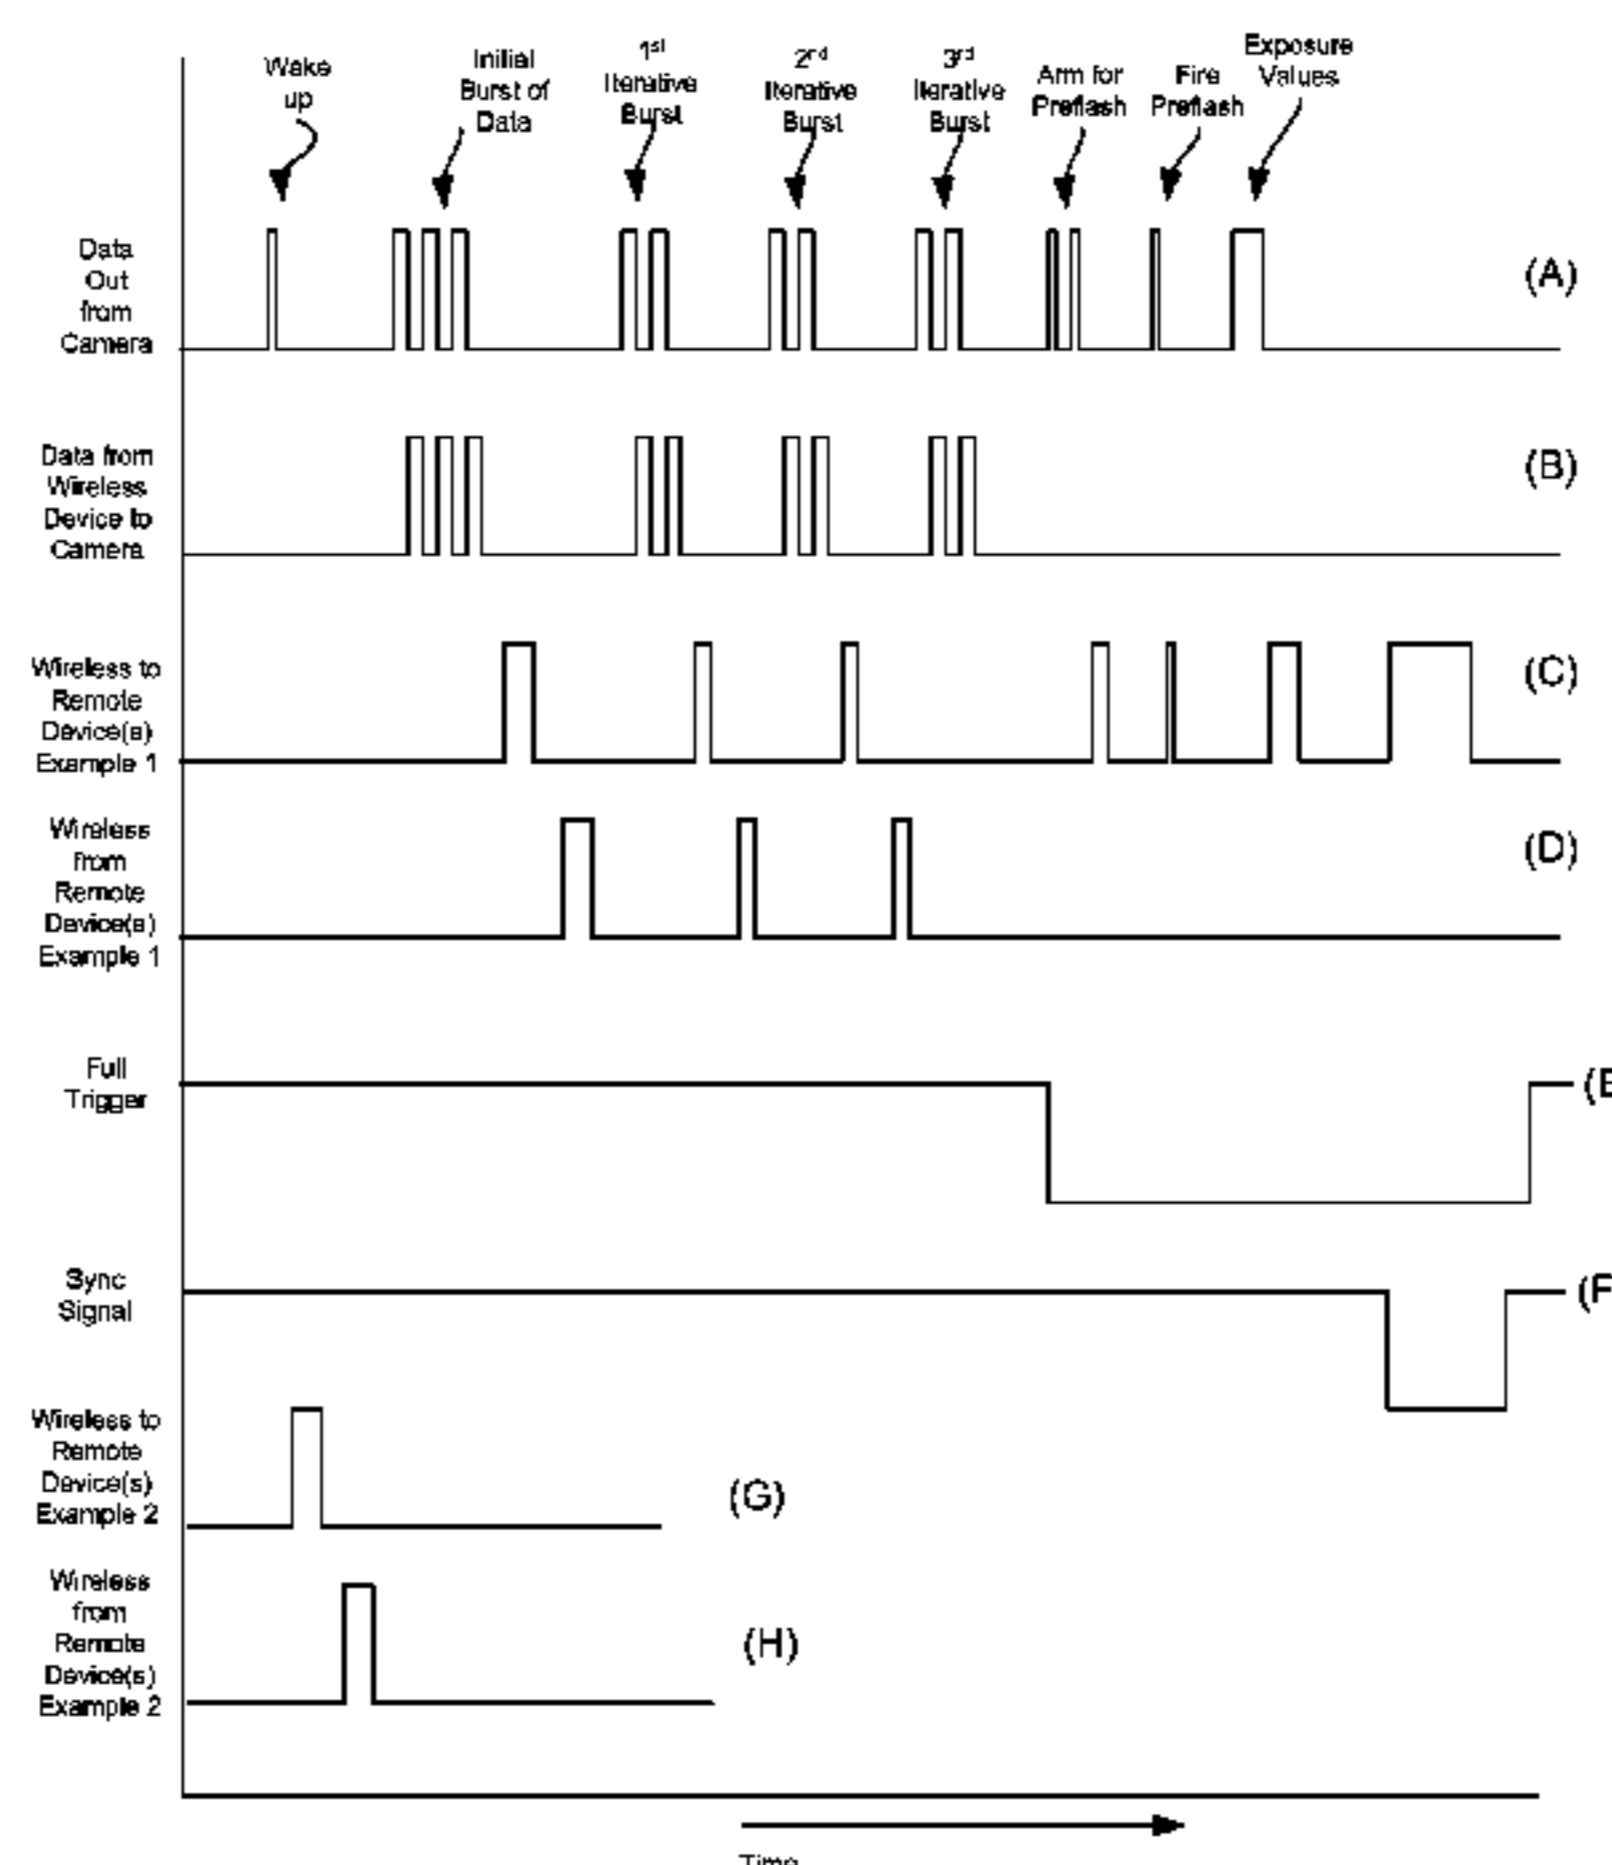 Wake
up
Initial
Burst of
Data
1st
Iterative
Burst
2nd
Iterative
Burst
3rd
Iterative
Burst
Arm for
Preflash
Fire
Preflash
Exposure
Values
Data
Out
from
Camera
(A)
Data from
Wireless
Device to
Camera
(B)
Wireless to
Remote
Device(s)
Example 1
(C)
Wireless
from
Remote
Device(s)
Example 1
(D)
Full
Trigger
(E
Sync
Signal
(F
Wireless to
Remote
Device(s)
Example 2
(G)
Wireless
from
Remote
Device(s)
Example 2
(H)
Time